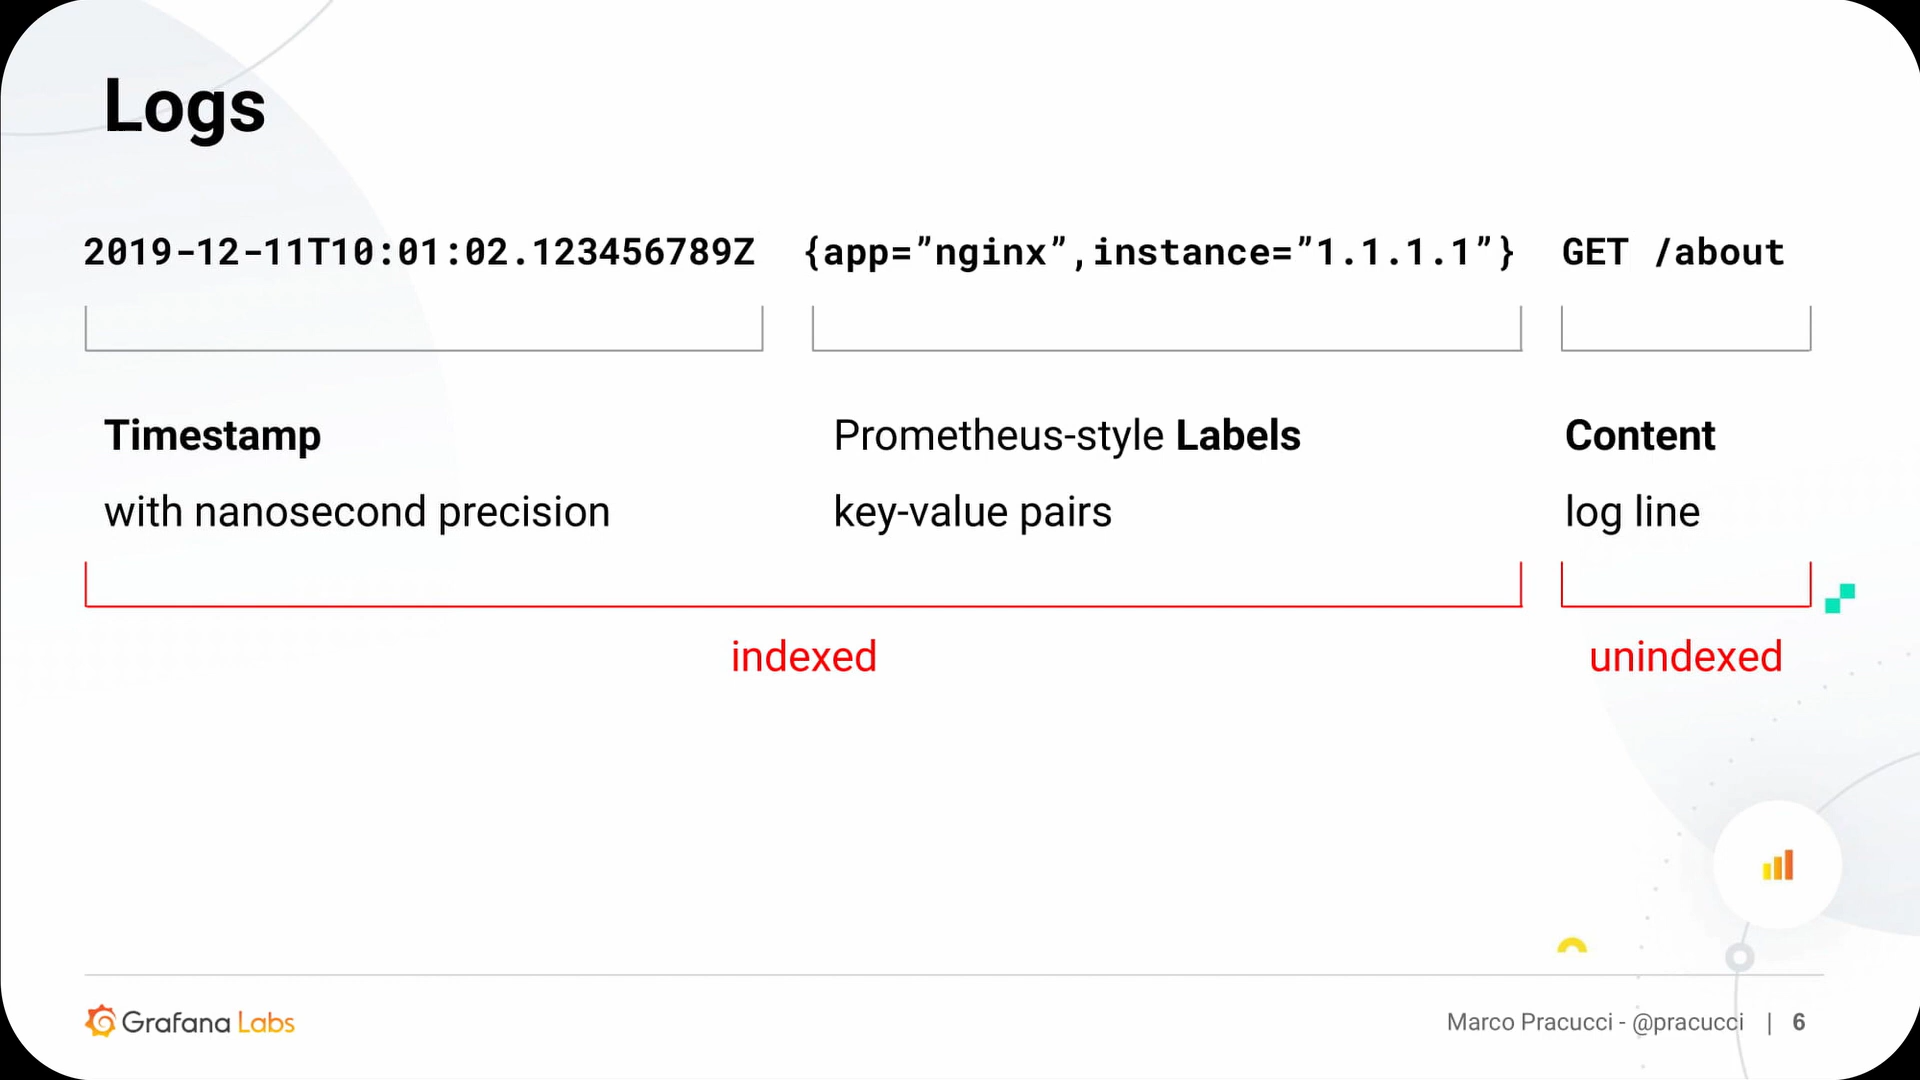 Logs
2019-12-11T10:01:02.123456789Z {app=”nginx”,instance=”1.1.1.1”} GET /about
Timestamp Prometheus-style Labels Content
with nanosecond precision key-value pairs log line
indexed unindexed
Grafana Labs Marco Pracucci - @pracucci | 6